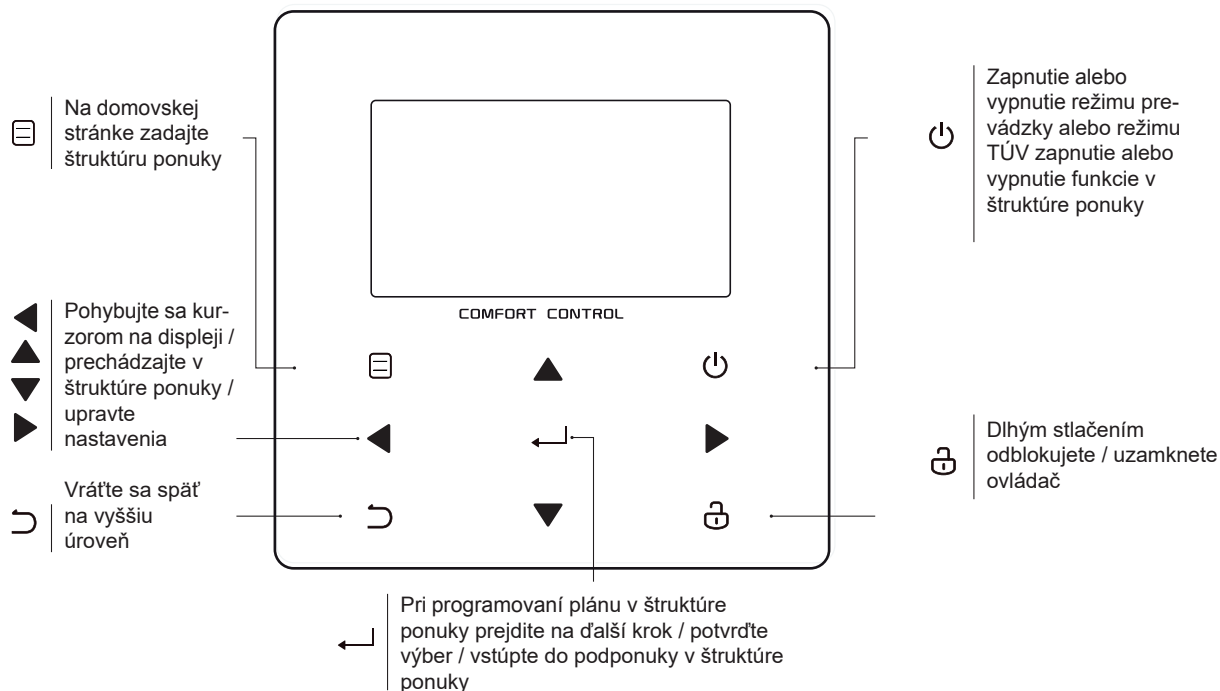 Na domovskej
stránke zadajte
štruktúru ponuky
Zapnutie alebo
vypnutie režimu pre-
vádzky alebo režimu
TÚV zapnutie alebo
vypnutie funkcie v
štruktúre ponuky
COMFORT CONTROL
Pohybujte sa kur-
zorom na displeji /
prechádzajte v
štruktúre ponuky /
upravte
nastavenia
Dlhým stlačením
odblokujete / uzamknete
ovládač
Vráťte sa späť
na vyššiu
úroveň
Pri programovaní plánu v štruktúre
ponuky prejdite na ďalší krok / potvrďte
výber / vstúpte do podponuky v štruktúre
ponuky